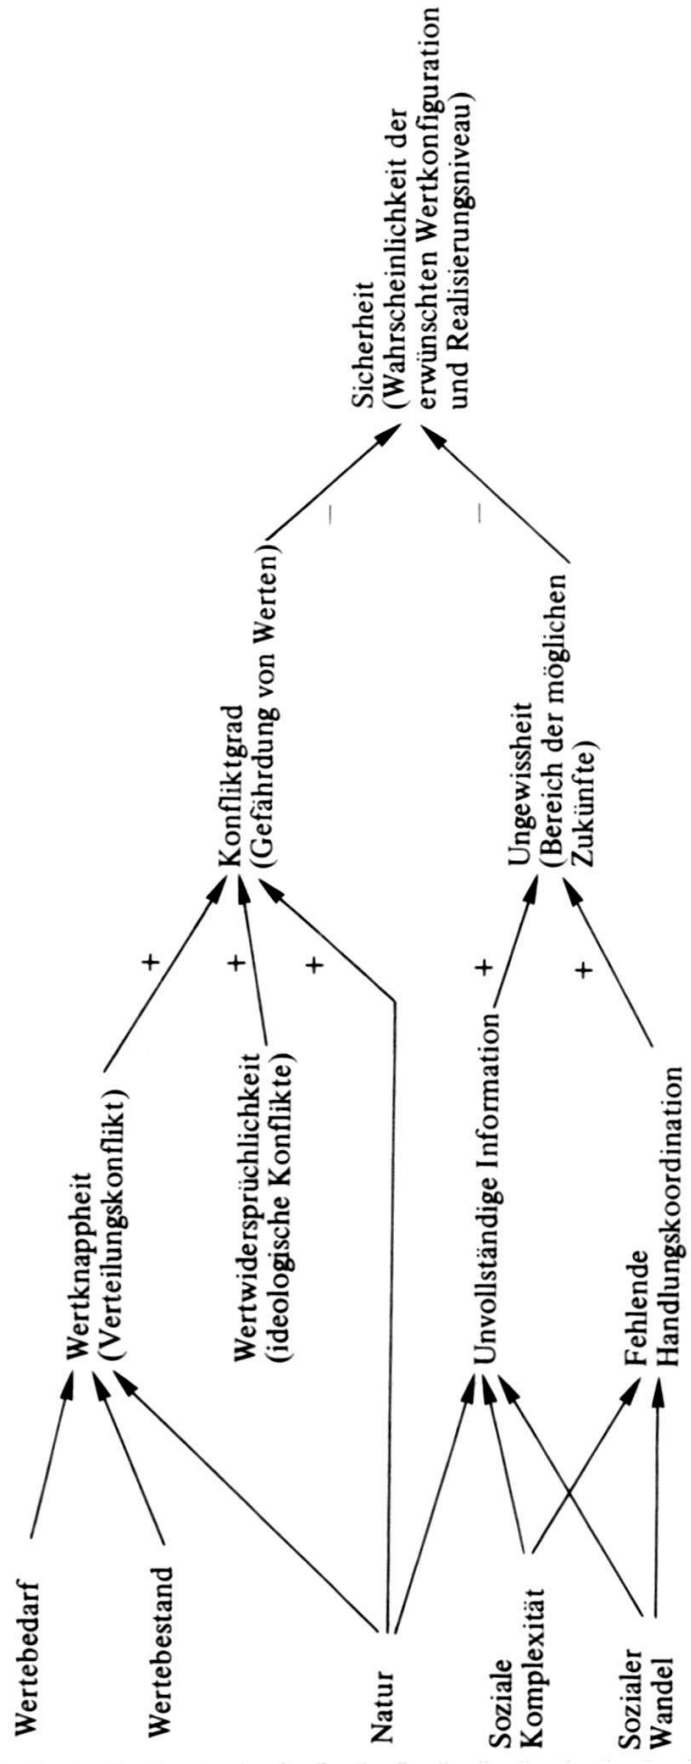 Wertebedarf
Wertebestand
Natur
Soziale
Komplexität
Sozialer
Wandel
Wertknappheit
(Verteilungskonflikt)
Wertwidersprüchlichkeit
(ideologische Konflikte)
Unvollständige Information
Fehlende
Handlungskoordination
+
+
+
+
+
Konfliktgrad
(Gefährdung von Werten)
Ungewissheit
(Bereich der möglichen
Zukünfte)
–
–
Sicherheit
(Wahrscheinlichkeit der
erwünschten Wertkonfiguration
und Realisierungsniveau)